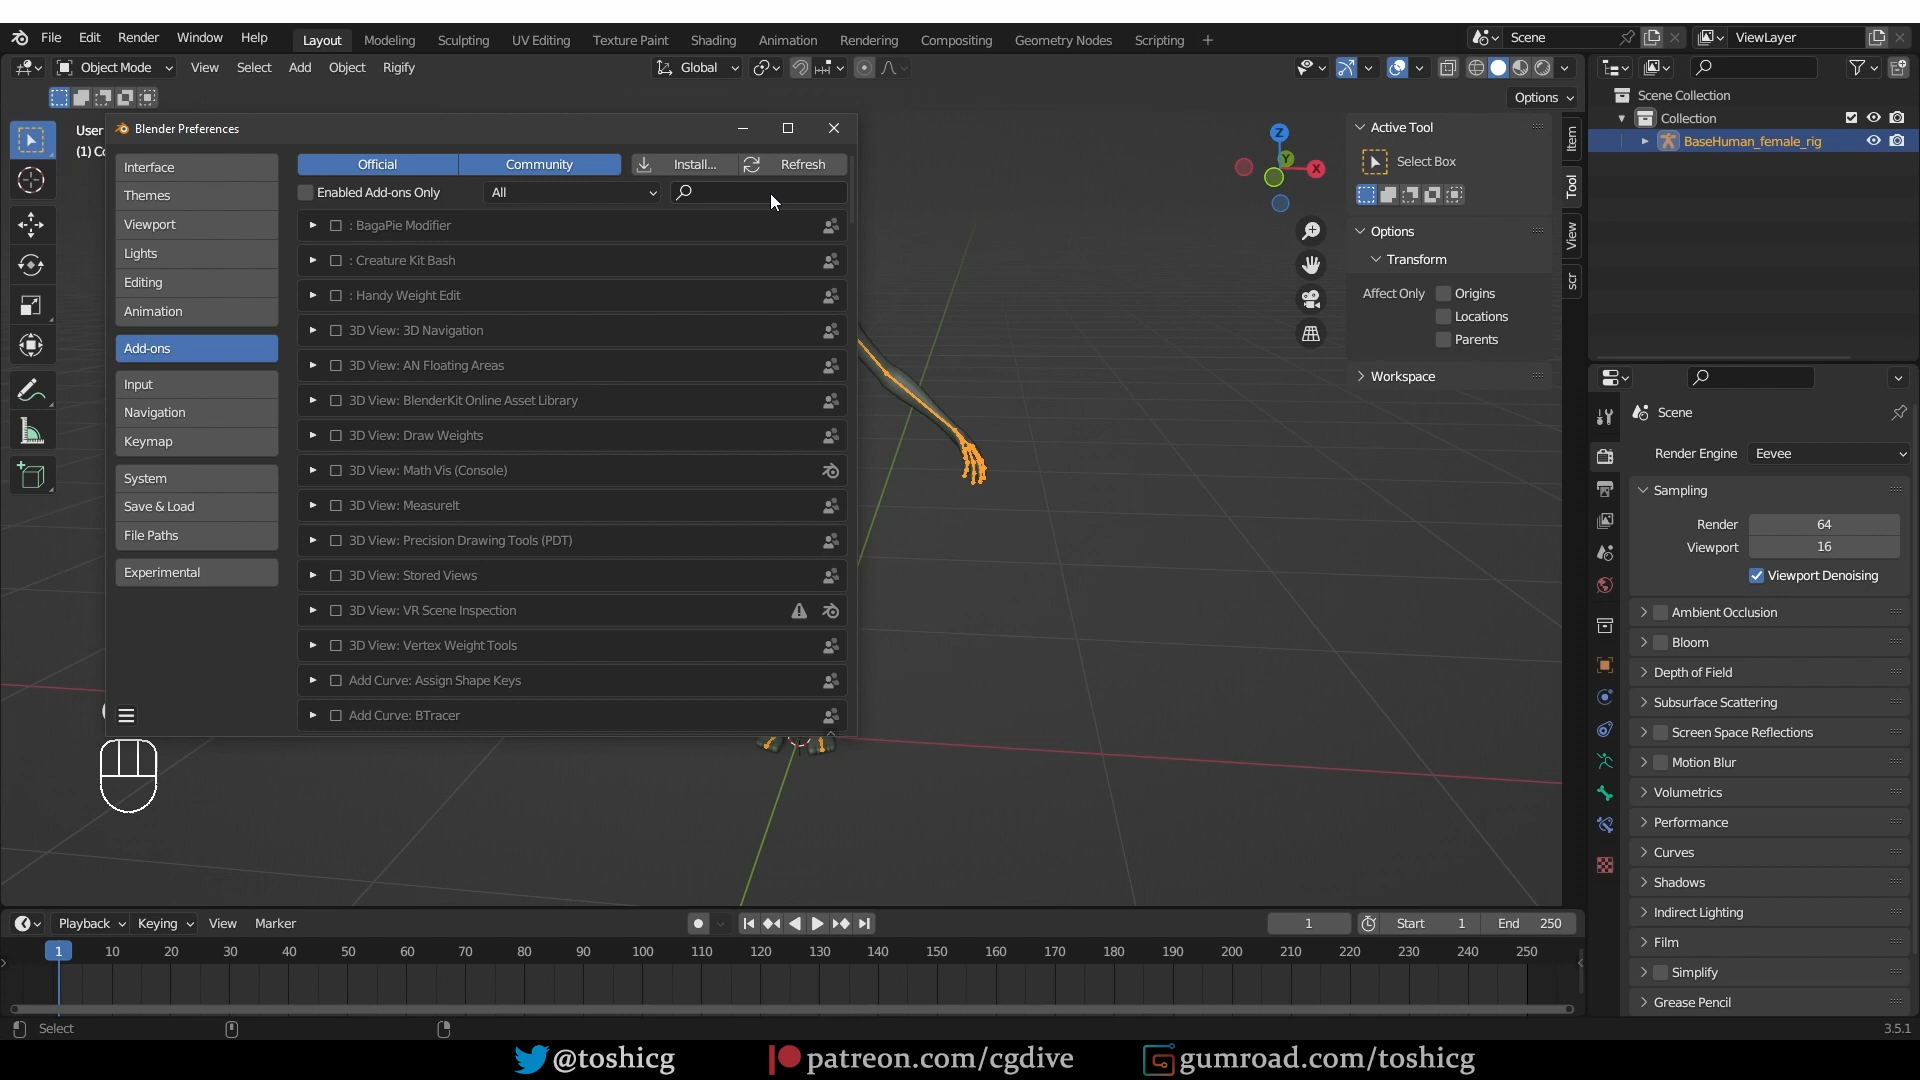 File Edit Render Window Help Layout Modeling Sculpting UV Editing Texture Paint Shading Animation Rendering Compositing Geometry Nodes Scripting + Scene ViewLayer
Object Mode View Select Add Object Rigify Global
Options
User
(1) Co
Blender Preferences
Interface
Themes
Viewport
Lights
Editing
Animation
Add-ons
Input
Navigation
Keymap
System
Save & Load
File Paths
Experimental
Official Community Install... Refresh
Enabled Add-ons Only All
: BagaPie Modifier
: Creature Kit Bash
: Handy Weight Edit
3D View: 3D Navigation
3D View: AN Floating Areas
3D View: BlenderKit Online Asset Library
3D View: Draw Weights
3D View: Math Vis (Console)
3D View: MeasureIt
3D View: Precision Drawing Tools (PDT)
3D View: Stored Views
3D View: VR Scene Inspection
3D View: Vertex Weight Tools
Add Curve: Assign Shape Keys
Add Curve: BTracer
Z
Y
X
Active Tool
Select Box
Options
Transform
Affect Only Origins
Locations
Parents
Workspace
Item
Tool
View
scr
Scene Collection
Collection
BaseHuman_female_rig
Scene
Render Engine Eevee
Sampling
Render 64
Viewport 16
Viewport Denoising
Ambient Occlusion
Bloom
Depth of Field
Subsurface Scattering
Screen Space Reflections
Motion Blur
Volumetrics
Performance
Curves
Shadows
Indirect Lighting
Film
Simplify
Grease Pencil
Playback Keying View Marker 1 Start 1 End 250
1 10 20 30 40 50 60 70 80 90 100 110 120 130 140 150 160 170 180 190 200 210 220 230 240 250
Select 3.5.1
@toshicg patreon.com/cgdive gumroad.com/toshicg